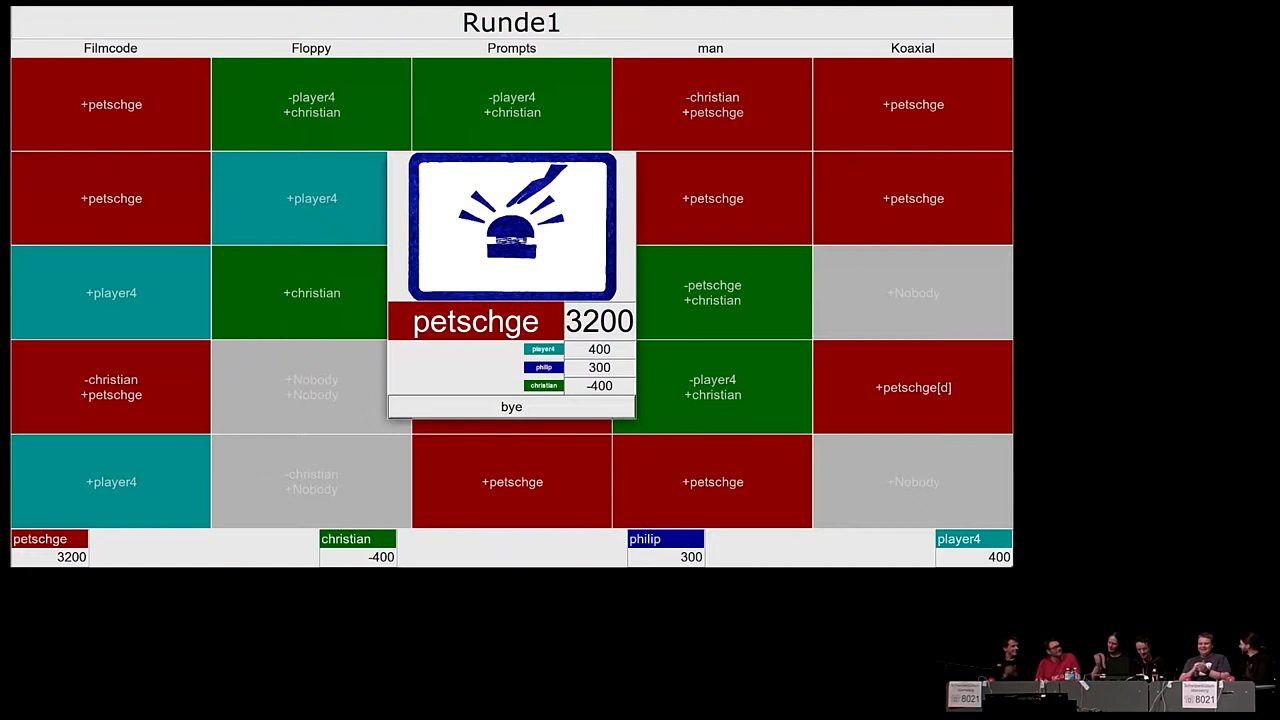 Runde1
Filmcode Floppy Prompts man Koaxial
+petschge
-player4
+christian
-player4
+christian
-christian
+petschge
+petschge
+petschge
+player4
+petschge
+petschge
+player4
+christian
-petschge
+christian
+Nobody
-christian
+petschge
+Nobody
+Nobody
-player4
+christian
+petschge[d]
+player4
-christian
+Nobody
+petschge
+petschge
+Nobody
petschge 3200
player4 400
philip 300
christian -400
bye
petschge
3200
christian
-400
philip
300
player4
400
8021
8021